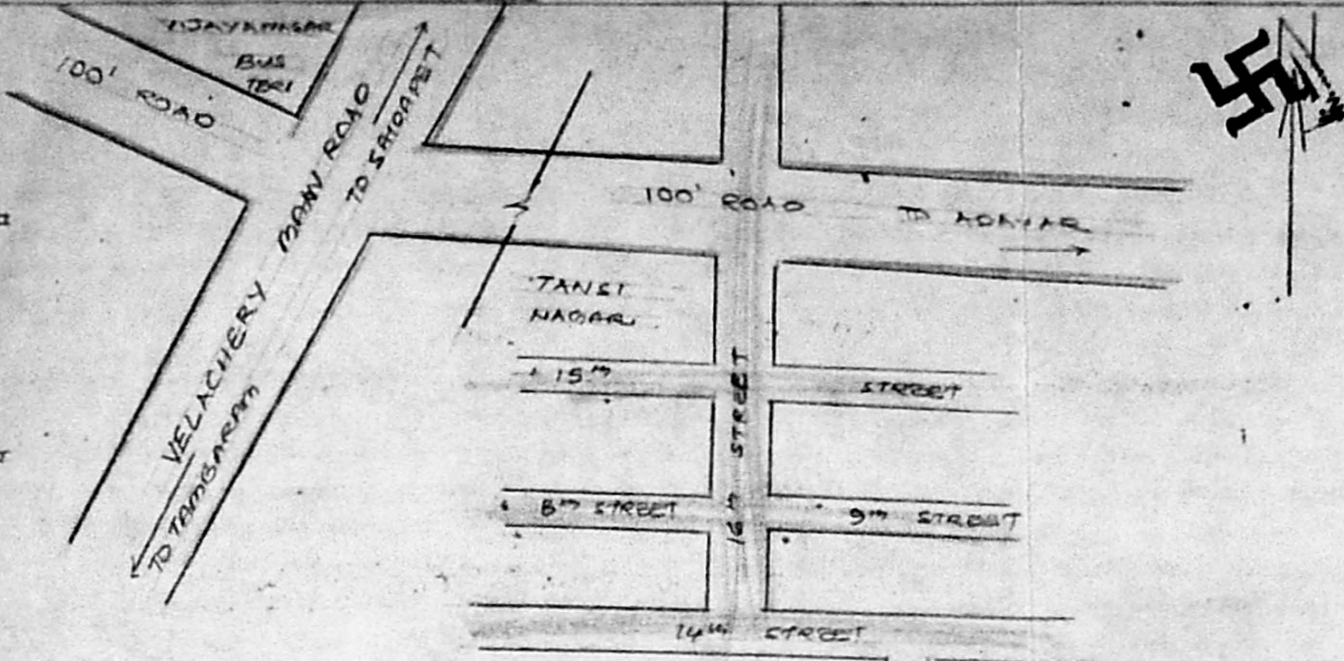 VIJAYANAGAR
BUS
TERI
100' ROAD
VELACHERY MAIN ROAD
TO SAIDAPET
TO TAMBARAM
100' ROAD
TO ADAYAR
TANSI
NAGAR
15TH STREET
16TH STREET
8TH STREET
9TH STREET
14TH STREET